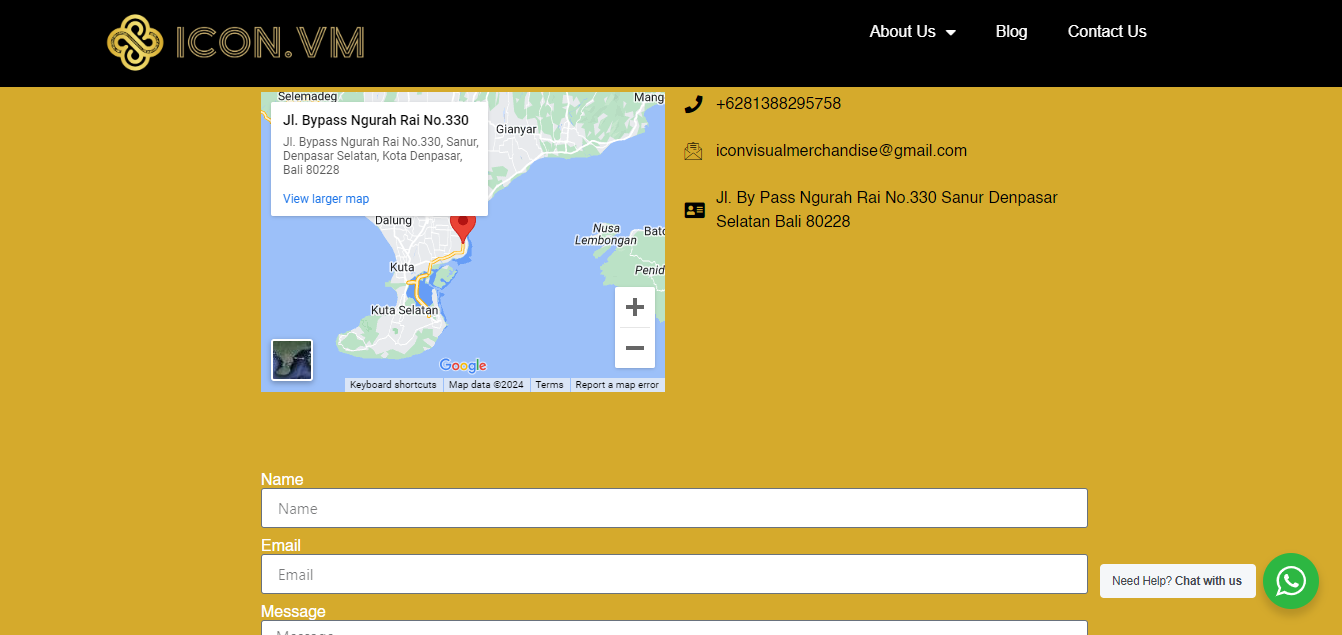 ICON.VM
About Us
Blog
Contact Us
Selemadeg
Mang
Jl. Bypass Ngurah Rai No.330
Jl. Bypass Ngurah Rai No.330, Sanur,
Denpasar Selatan, Kota Denpasar,
Bali 80228
View larger map
Gianyar
Dalung
Nusa
Lembongan
Batc
Kuta
Penid
Kuta Selatan
Google
Keyboard shortcuts
Map data ©2024
Terms
Report a map error
+6281388295758
iconvisualmerchandise@gmail.com
Jl. By Pass Ngurah Rai No.330 Sanur Denpasar
Selatan Bali 80228
Name
Name
Email
Email
Need Help? Chat with us
Message
Message